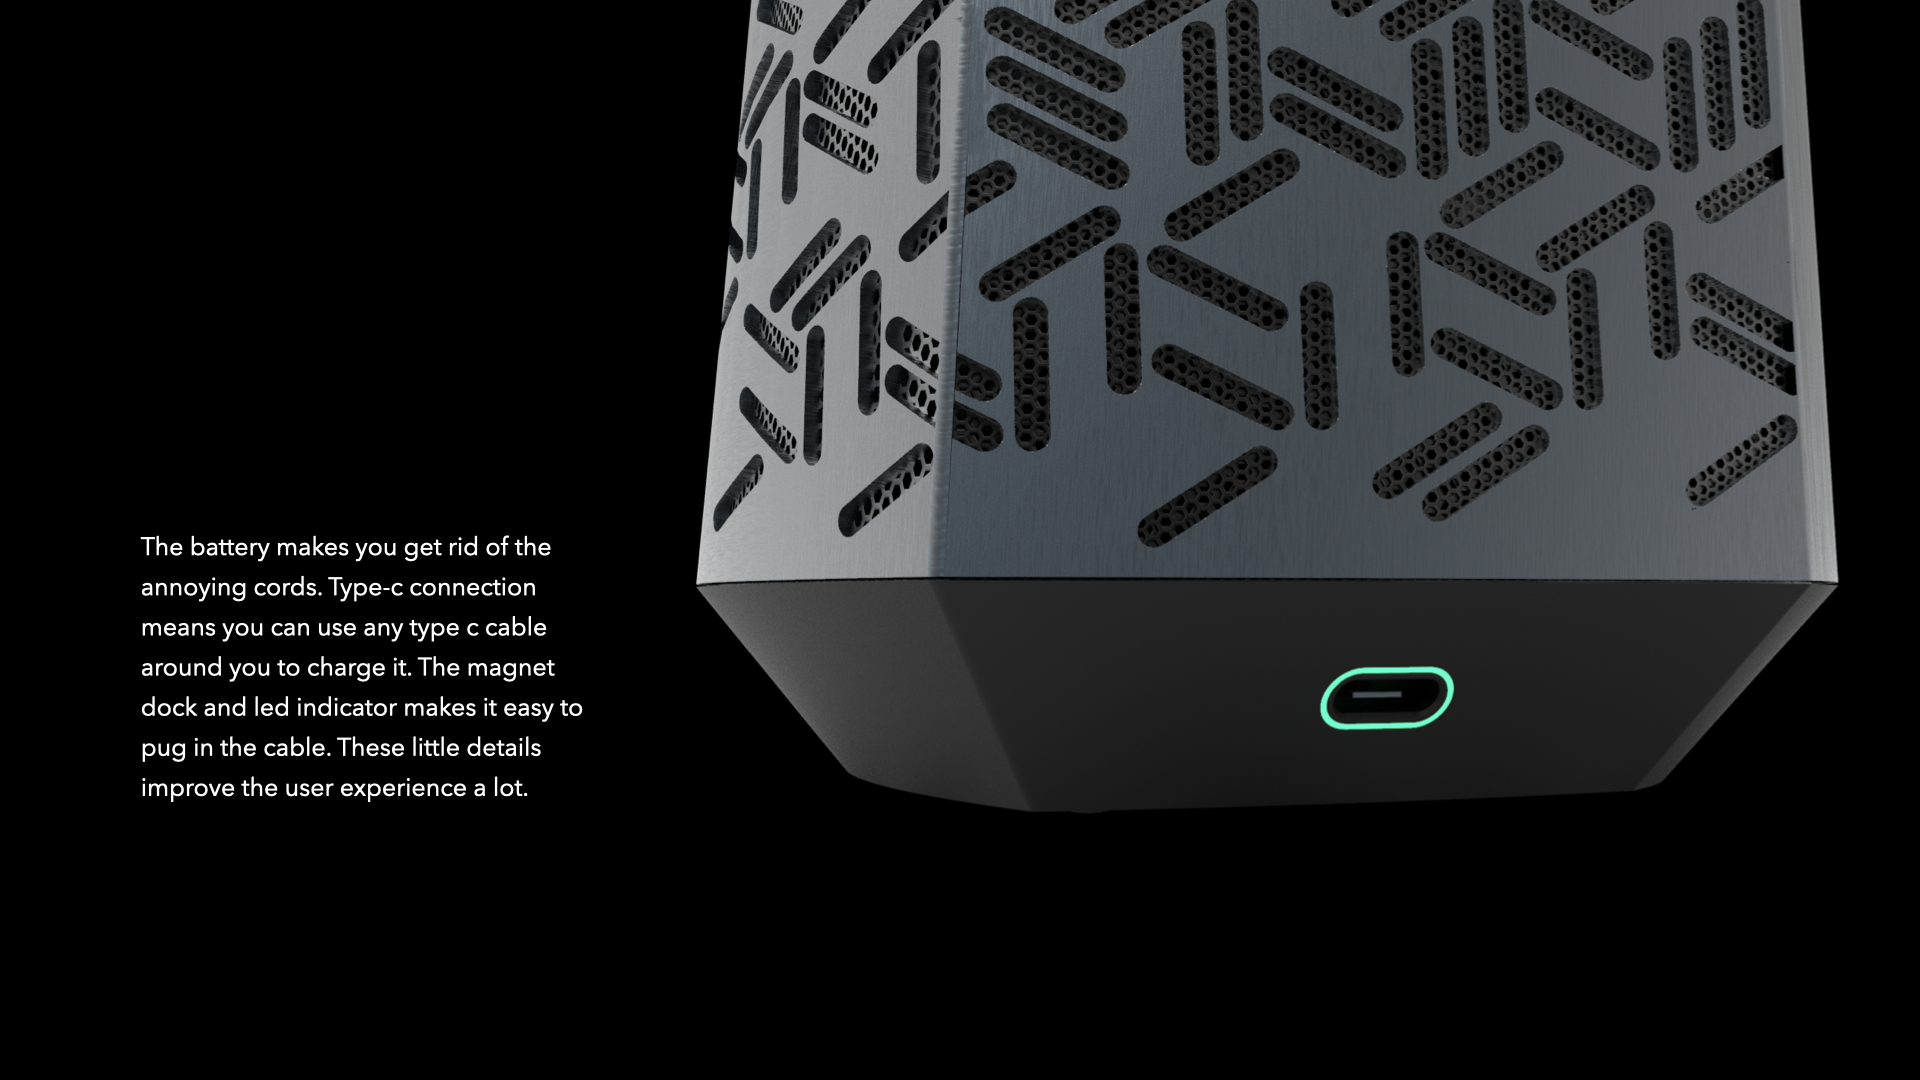 The battery makes you get rid of the
annoying cords. Type-c connection
means you can use any type c cable
around you to charge it. The magnet
dock and led indicator makes it easy to
pug in the cable. These little details
improve the user experience a lot.